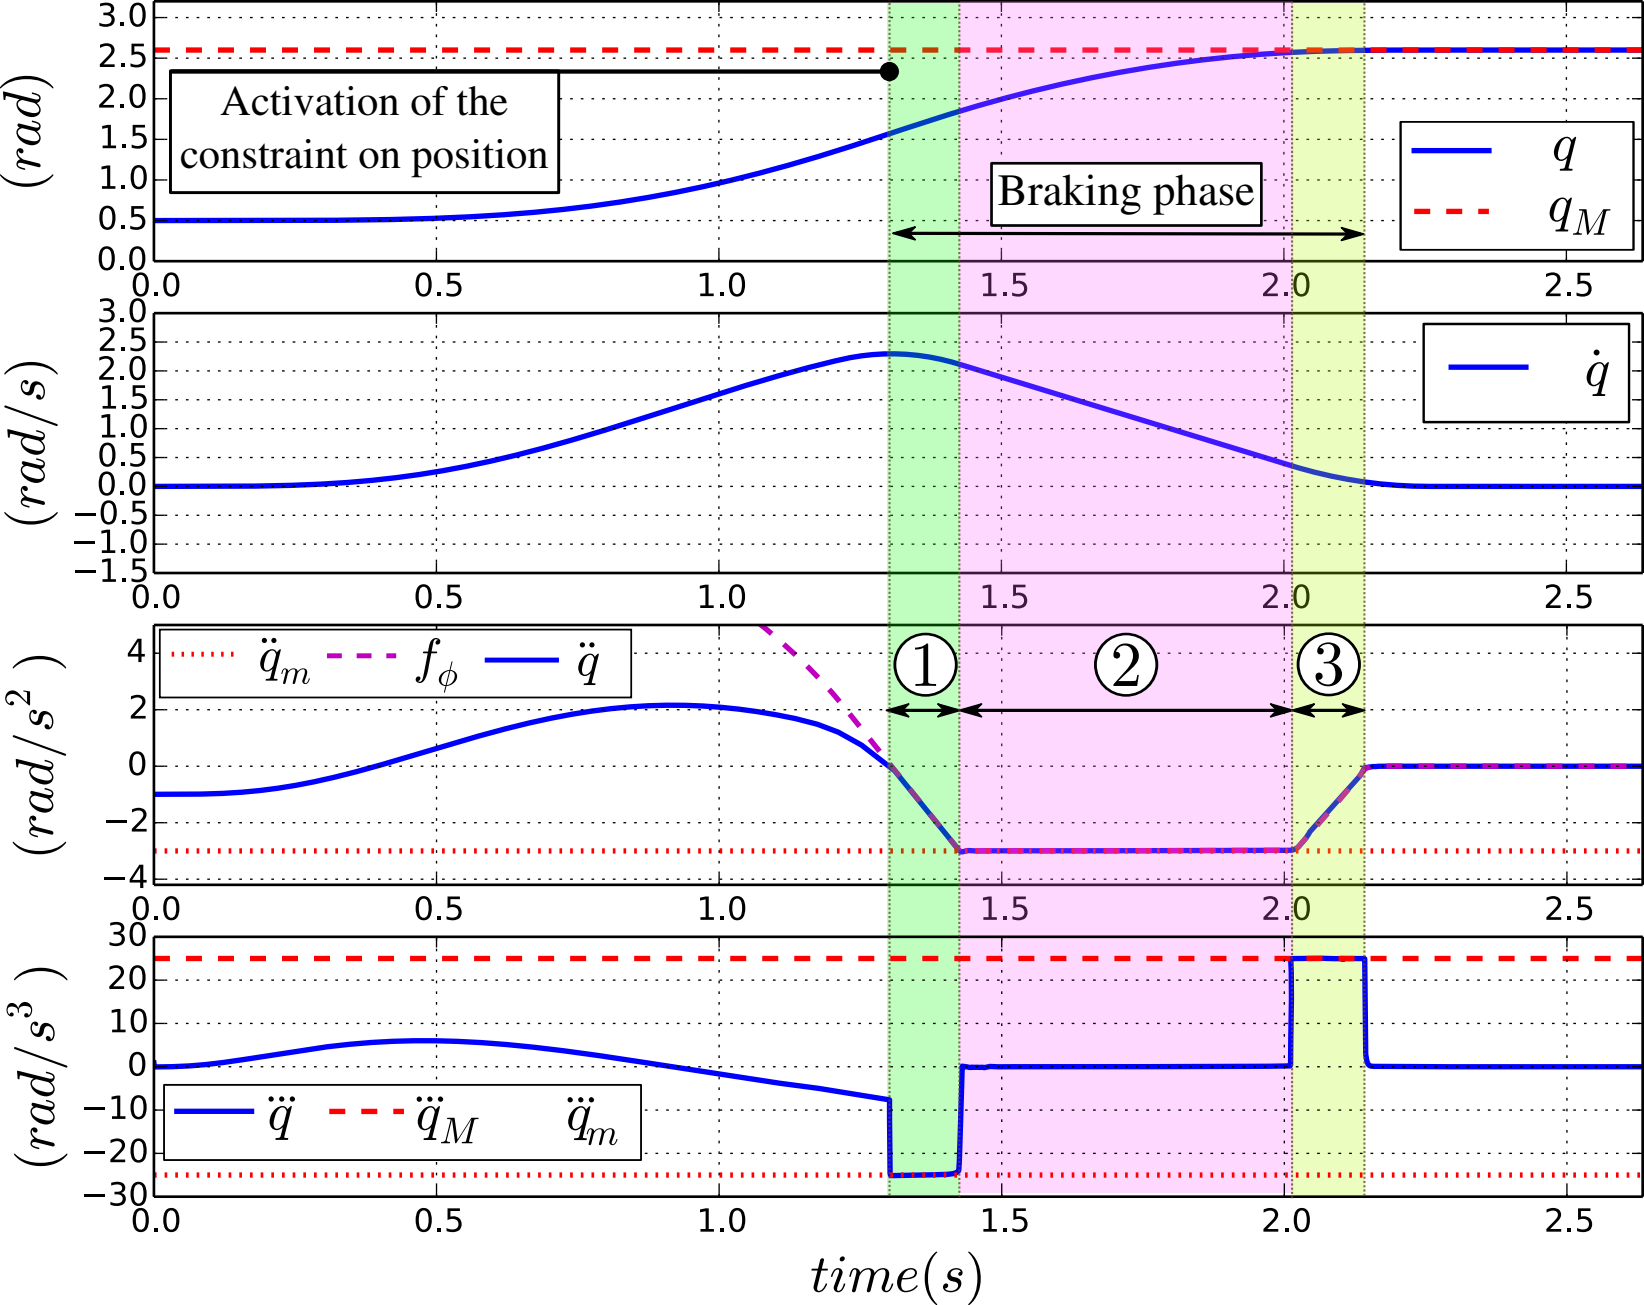 3.0
2.5
2.0
1.5
1.0
0.5
0.0
(rad)
Activation of the
constraint on position
Braking phase
q
q_M
0.0 0.5 1.0 1.5 2.0 2.5
3.0
2.5
2.0
1.5
1.0
0.5
0.0
−0.5
−1.0
−1.5
(rad/s)
q̇
0.0 0.5 1.0 1.5 2.0 2.5
4
2
0
−2
−4
(rad/s²)
q̈_m f_ϕ q̈
1 2 3
0.0 0.5 1.0 1.5 2.0 2.5
30
20
10
0
−10
−20
−30
(rad/s³)
q⃛ q⃛_M q⃛_m
0.0 0.5 1.0 1.5 2.0 2.5
time(s)